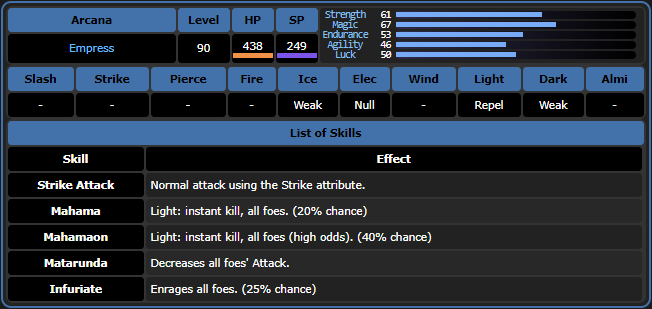 Arcana Level HP SP
Empress 90 438 249
Strength 61
Magic 67
Endurance 53
Agility 46
Luck 50
Slash Strike Pierce Fire Ice Elec Wind Light Dark Almi
- - - - Weak Null - Repel Weak -
List of Skills
Skill Effect
Strike Attack Normal attack using the Strike attribute.
Mahama Light: instant kill, all foes. (20% chance)
Mahamaon Light: instant kill, all foes (high odds). (40% chance)
Matarunda Decreases all foes' Attack.
Infuriate Enrages all foes. (25% chance)